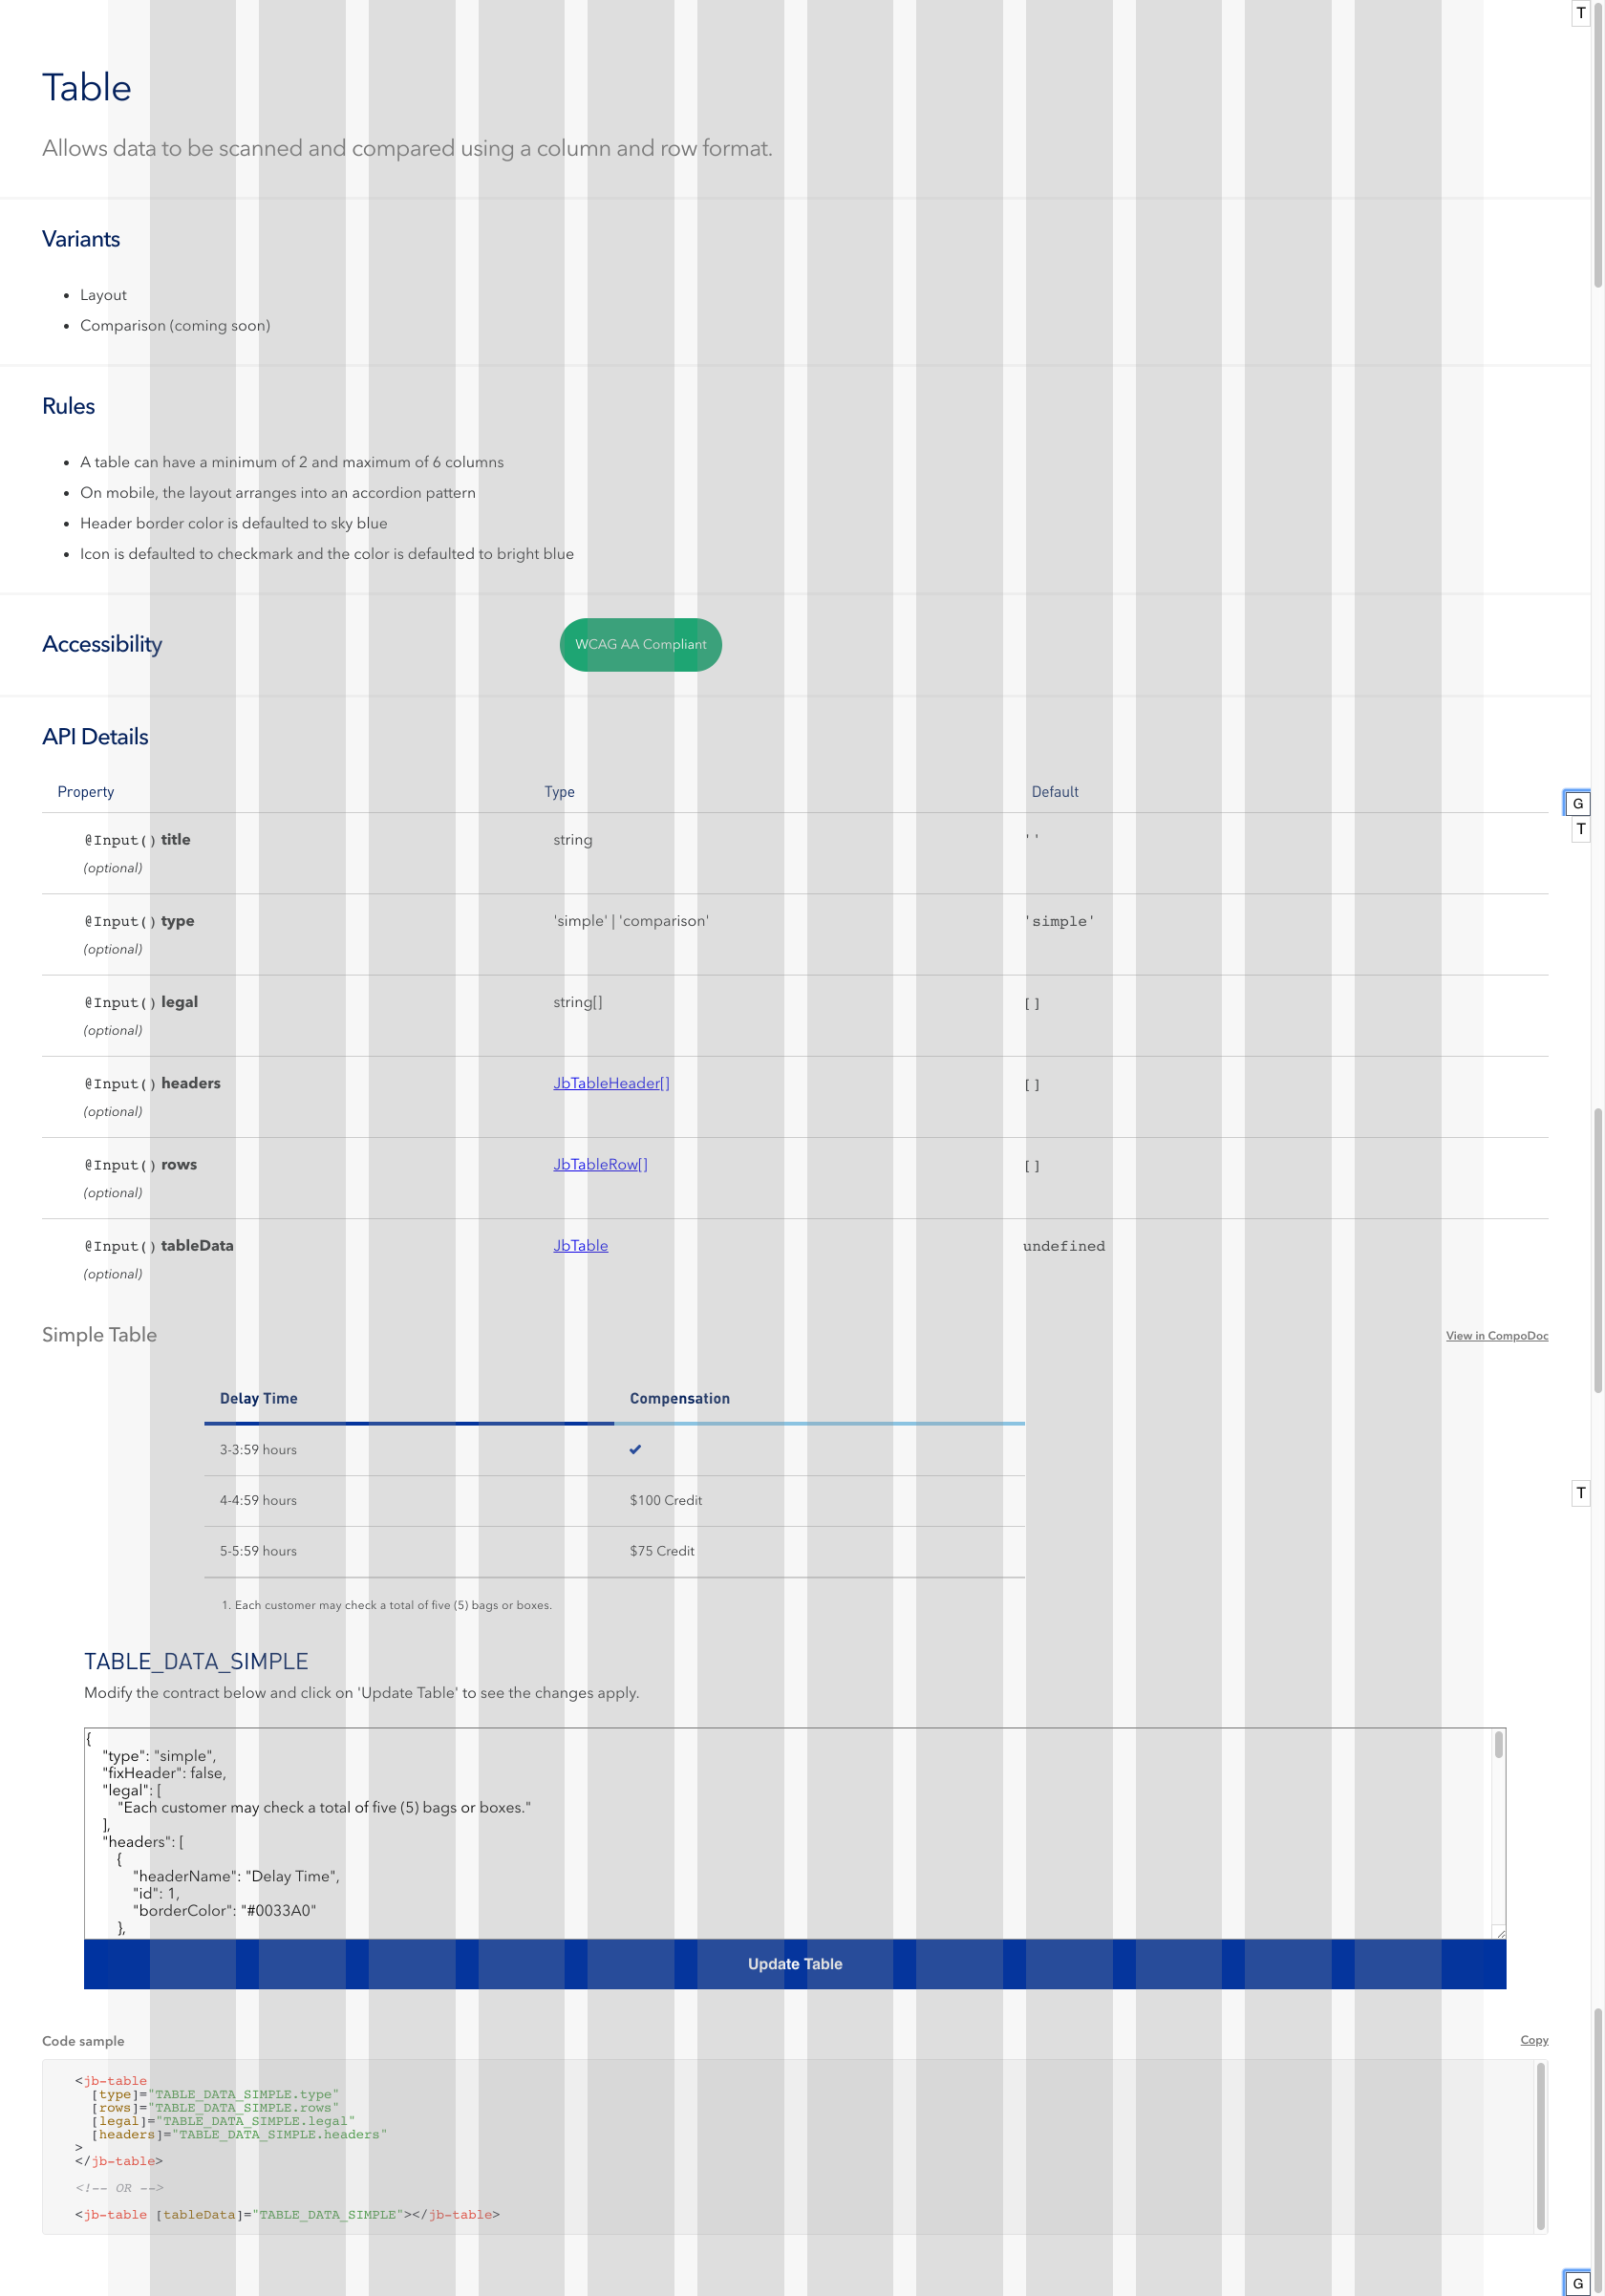 T
Table
Allows data to be scanned and compared using a column and row format.
Variants
• Layout
• Comparison (coming soon)
Rules
• A table can have a minimum of 2 and maximum of 6 columns
• On mobile, the layout arranges into an accordion pattern
• Header border color is defaulted to sky blue
• Icon is defaulted to checkmark and the color is defaulted to bright blue
Accessibility WCAG AA Compliant
API Details
Property Type Default
G
T
@Input() title string ''
(optional)
@Input() type 'simple' | 'comparison' 'simple'
(optional)
@Input() legal string[] []
(optional)
@Input() headers JbTableHeader[] []
(optional)
@Input() rows JbTableRow[] []
(optional)
@Input() tableData JbTable undefined
(optional)
Simple Table View in CompoDoc
Delay Time Compensation
3-3:59 hours ✔
4-4:59 hours $100 Credit
T
5-5:59 hours $75 Credit
1. Each customer may check a total of five (5) bags or boxes.
TABLE_DATA_SIMPLE
Modify the contract below and click on 'Update Table' to see the changes apply.
{
"type": "simple",
"fixHeader": false,
"legal": [
"Each customer may check a total of five (5) bags or boxes."
],
"headers": [
{
"headerName": "Delay Time",
"id": 1,
"borderColor": "#0033A0"
},
Update Table
Code sample Copy
<jb-table
[type]="TABLE_DATA_SIMPLE.type"
[rows]="TABLE_DATA_SIMPLE.rows"
[legal]="TABLE_DATA_SIMPLE.legal"
[headers]="TABLE_DATA_SIMPLE.headers"
>
</jb-table>
<!-- OR -->
<jb-table [tableData]="TABLE_DATA_SIMPLE"></jb-table>
G